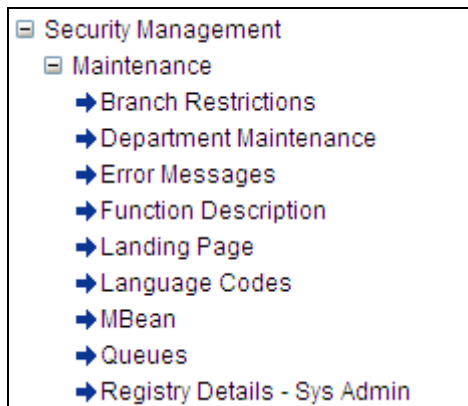 Security Management
Maintenance
Branch Restrictions
Department Maintenance
Error Messages
Function Description
Landing Page
Language Codes
MBean
Queues
Registry Details - Sys Admin